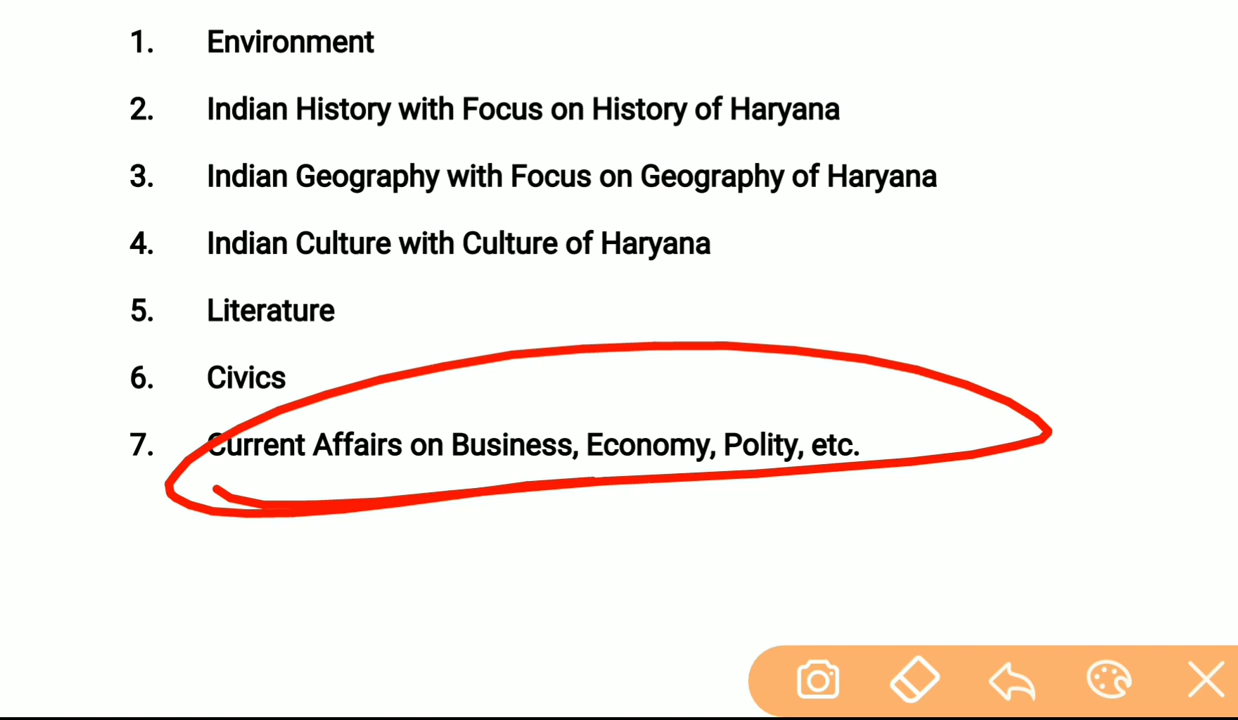 1. Environment
2. Indian History with Focus on History of Haryana
3. Indian Geography with Focus on Geography of Haryana
4. Indian Culture with Culture of Haryana
5. Literature
6. Civics
7. Current Affairs on Business, Economy, Polity, etc.